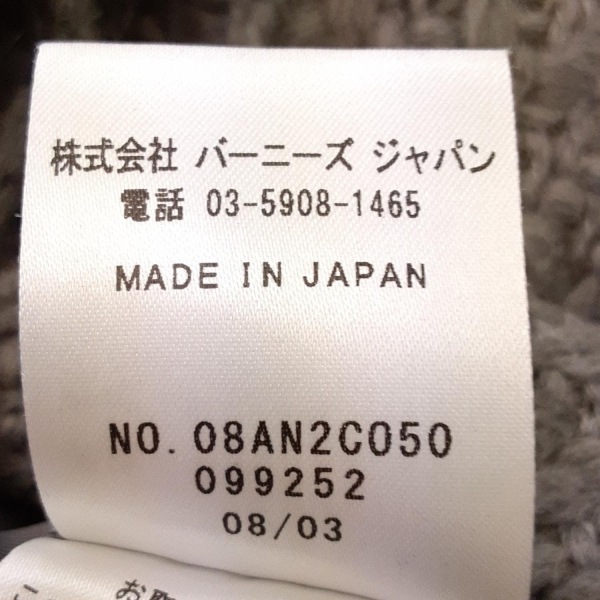 株式会社 バーニーズ ジャパン
電話 03-5908-1465
MADE IN JAPAN
NO. 08AN2C050
099252
08/03